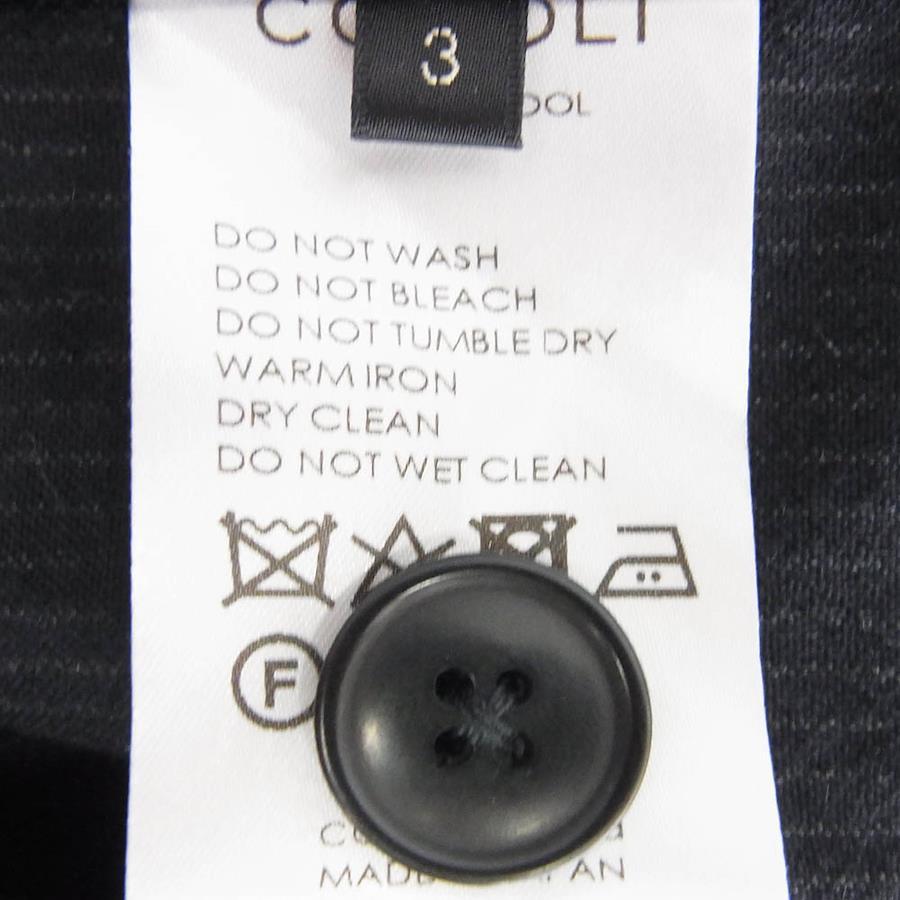 3
DO NOT WASH
DO NOT BLEACH
DO NOT TUMBLE DRY
WARM IRON
DRY CLEAN
DO NOT WET CLEAN
F